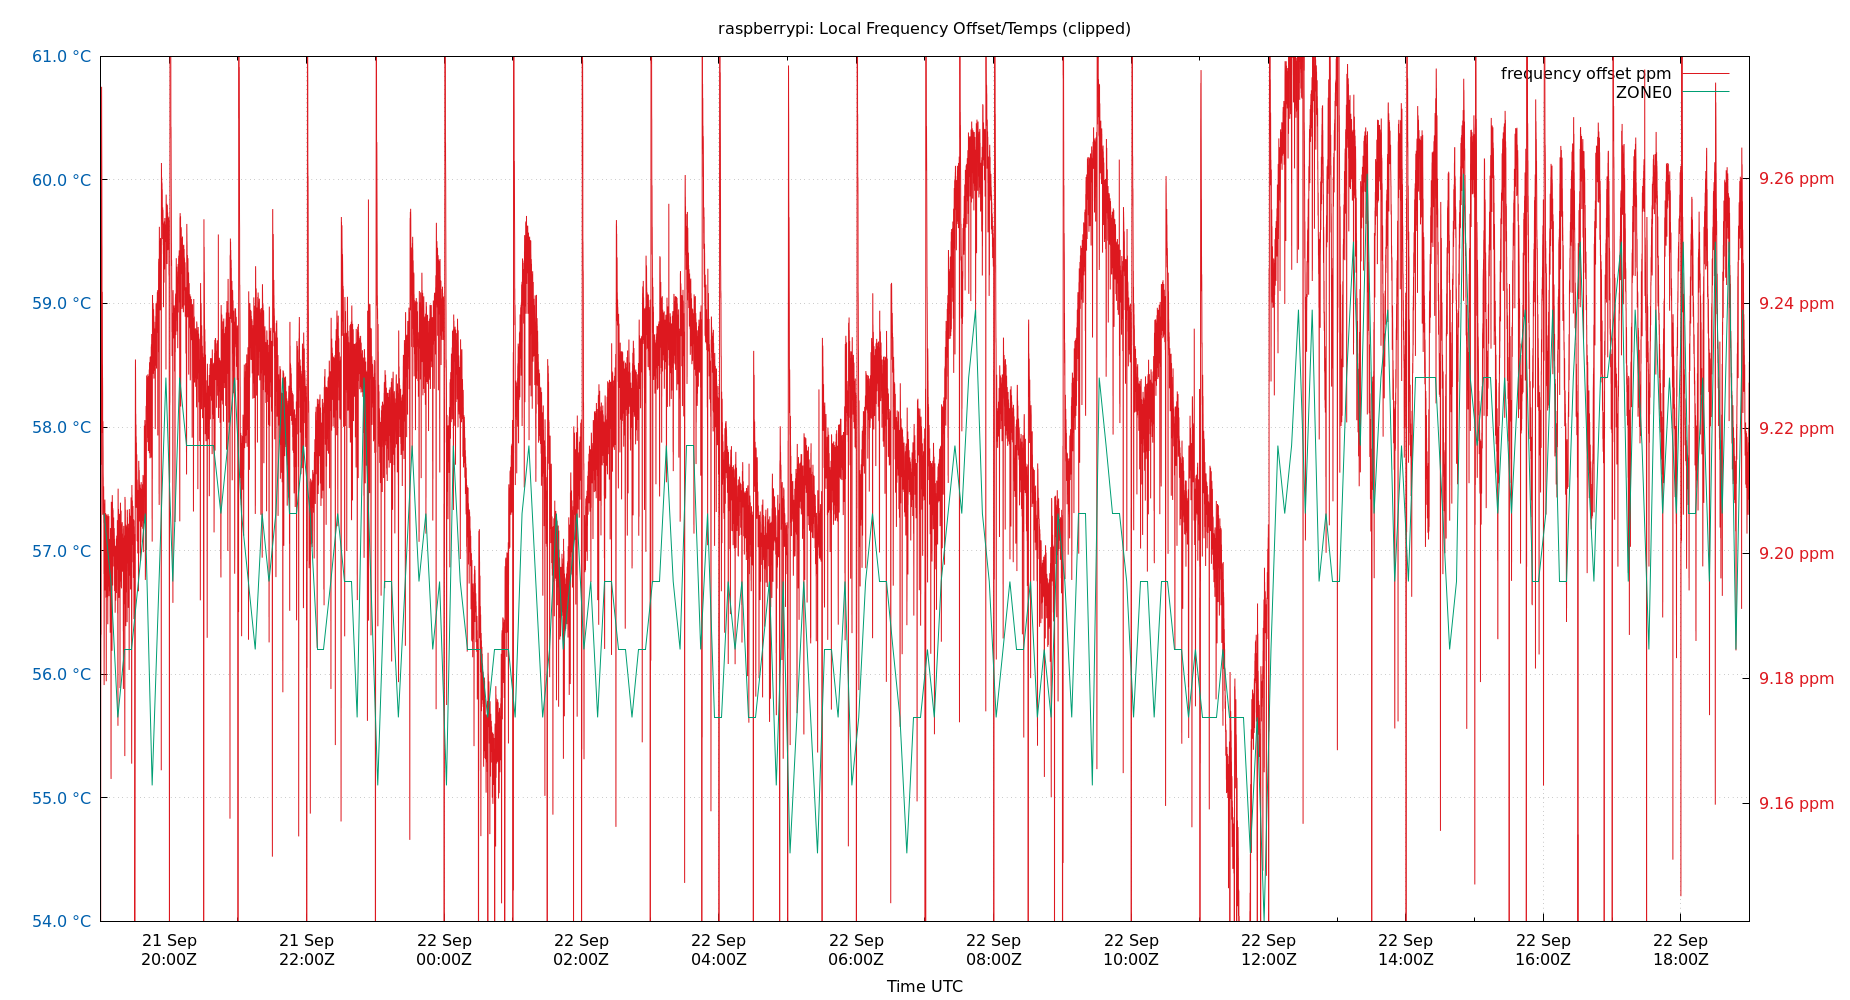 raspberrypi: Local Frequency Offset/Temps (clipped)
frequency offset ppm
ZONE0
61.0 °C
60.0 °C
59.0 °C
58.0 °C
57.0 °C
56.0 °C
55.0 °C
54.0 °C
9.26 ppm
9.24 ppm
9.22 ppm
9.20 ppm
9.18 ppm
9.16 ppm
21 Sep
20:00Z
21 Sep
22:00Z
22 Sep
00:00Z
22 Sep
02:00Z
22 Sep
04:00Z
22 Sep
06:00Z
22 Sep
08:00Z
22 Sep
10:00Z
22 Sep
12:00Z
22 Sep
14:00Z
22 Sep
16:00Z
22 Sep
18:00Z
Time UTC